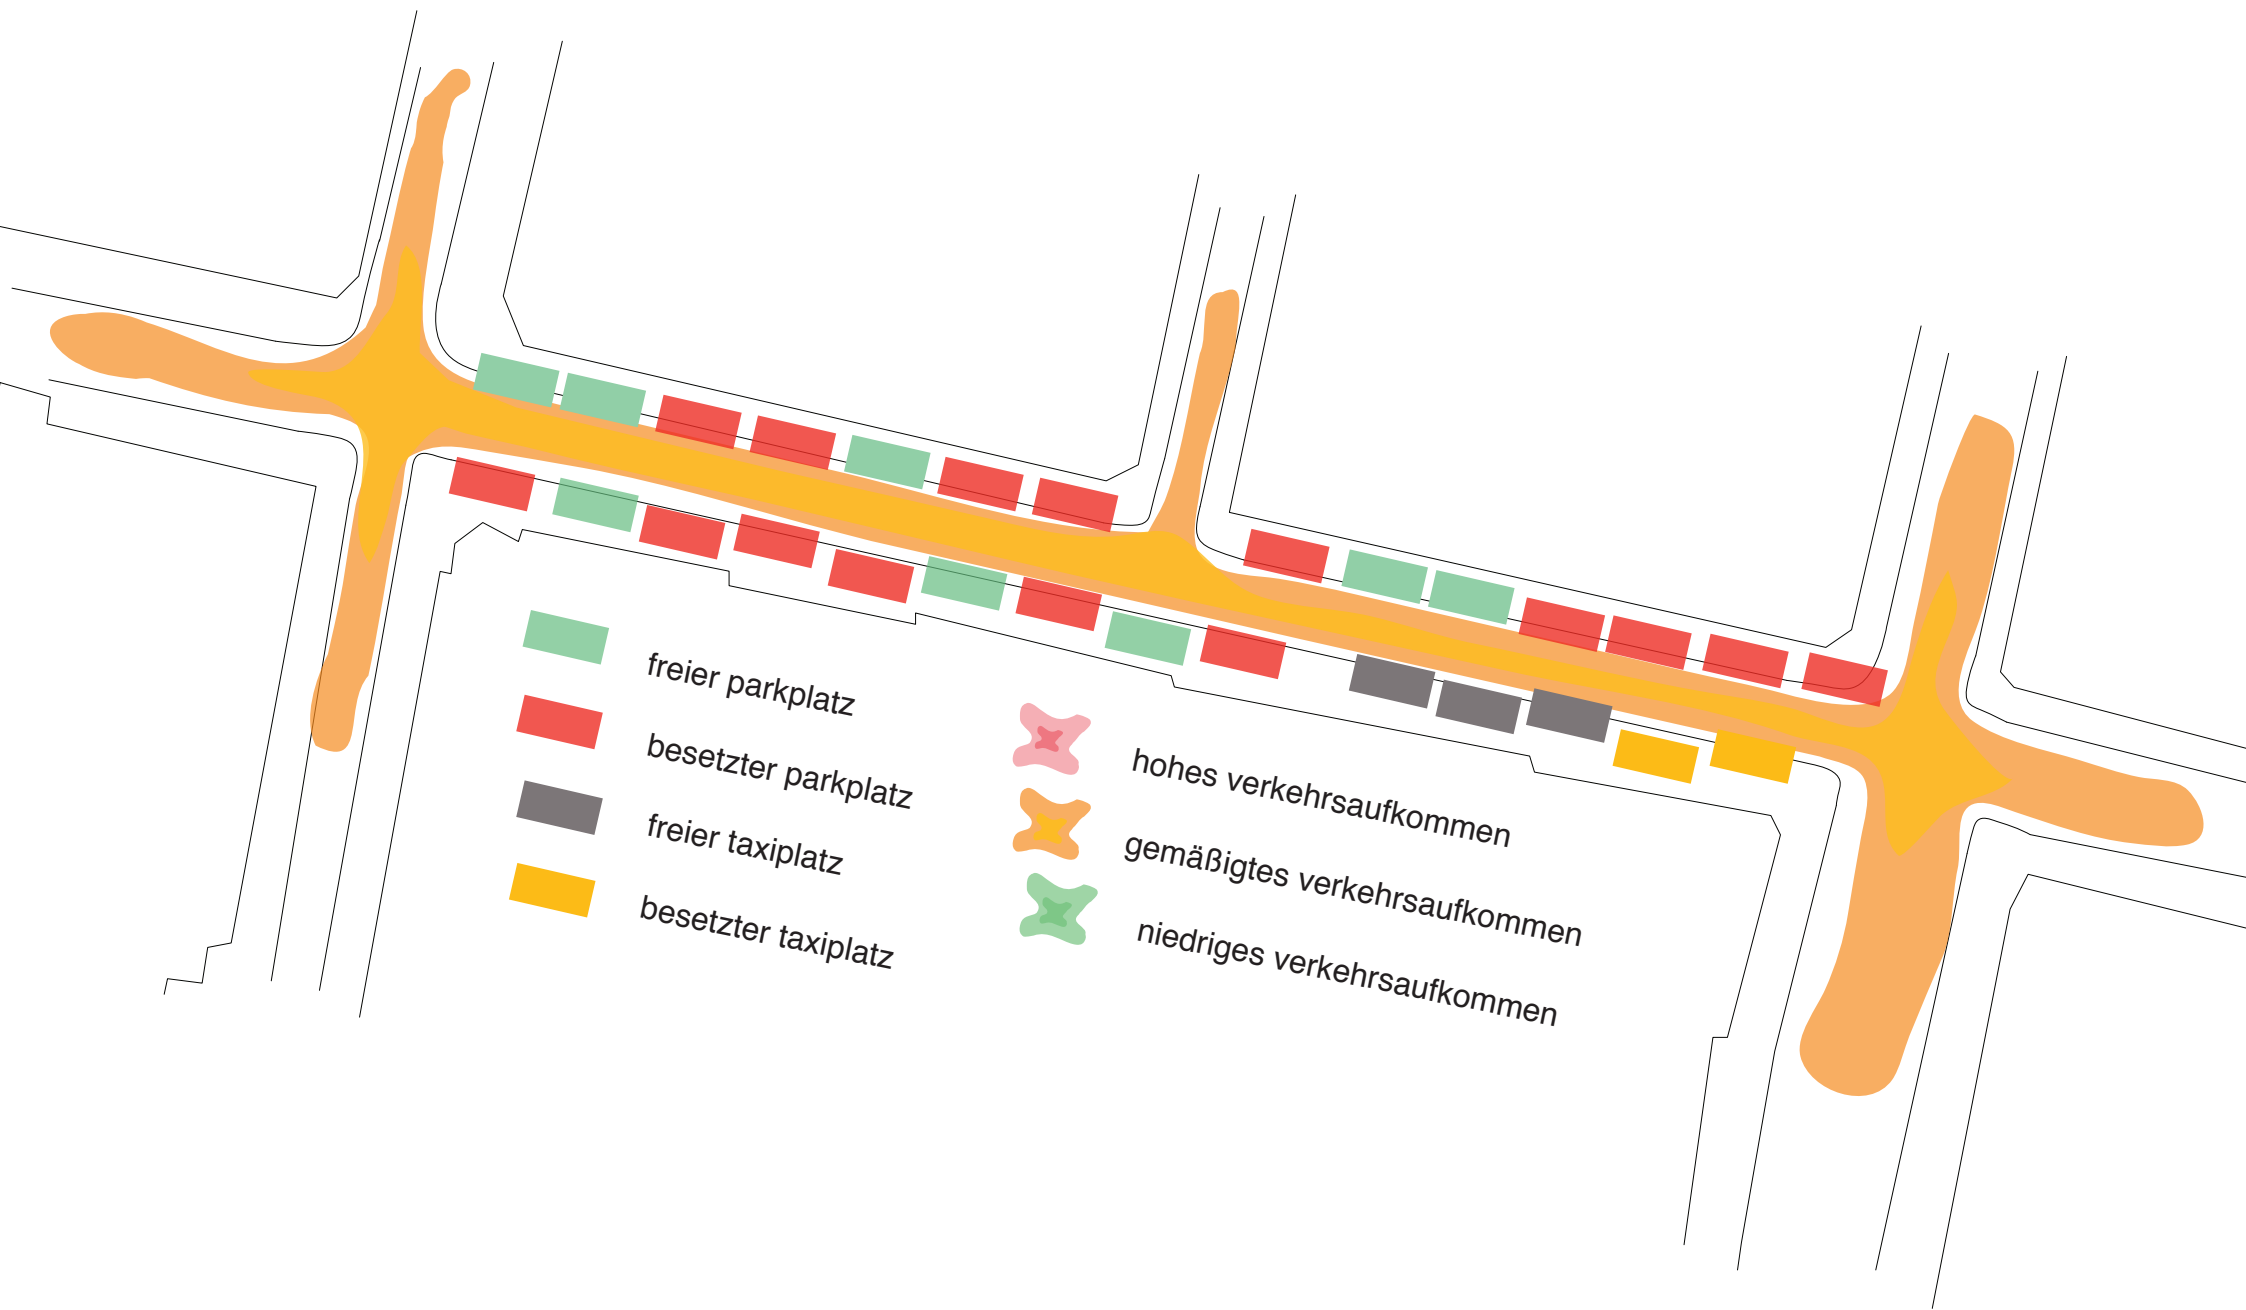 freier parkplatz
besetzter parkplatz
freier taxiplatz
besetzter taxiplatz
hohes verkehrsaufkommen
gemäßigtes verkehrsaufkommen
niedriges verkehrsaufkommen